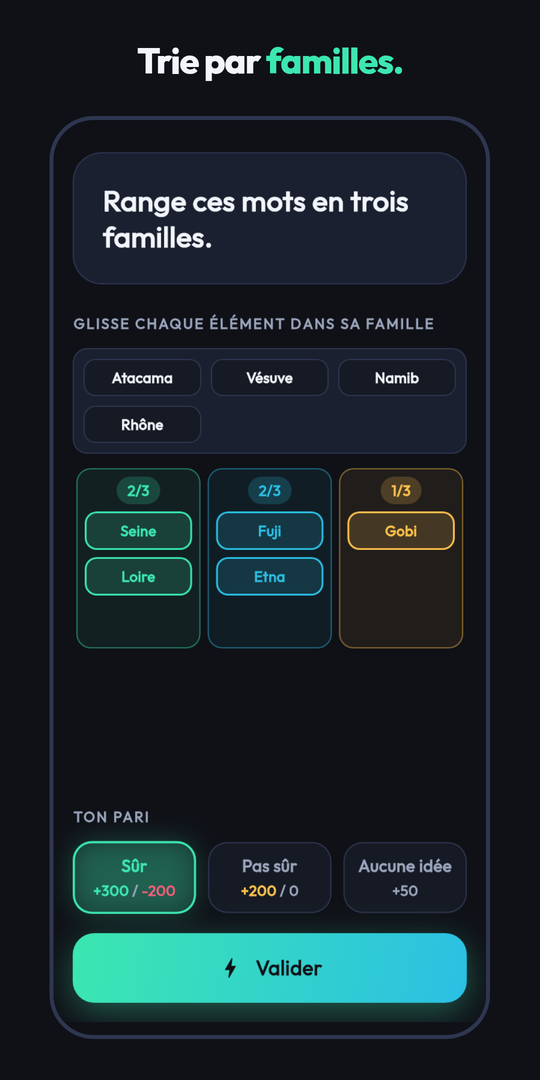 Trie par familles.
Range ces mots en trois
familles.
GLISSE CHAQUE ÉLÉMENT DANS SA FAMILLE
Atacama Vésuve Namib
Rhône
2/3 2/3 1/3
Seine Fuji Gobi
Loire Etna
TON PARI
Sûr Pas sûr Aucune idée
+300 / -200 +200 / 0 +50
Valider